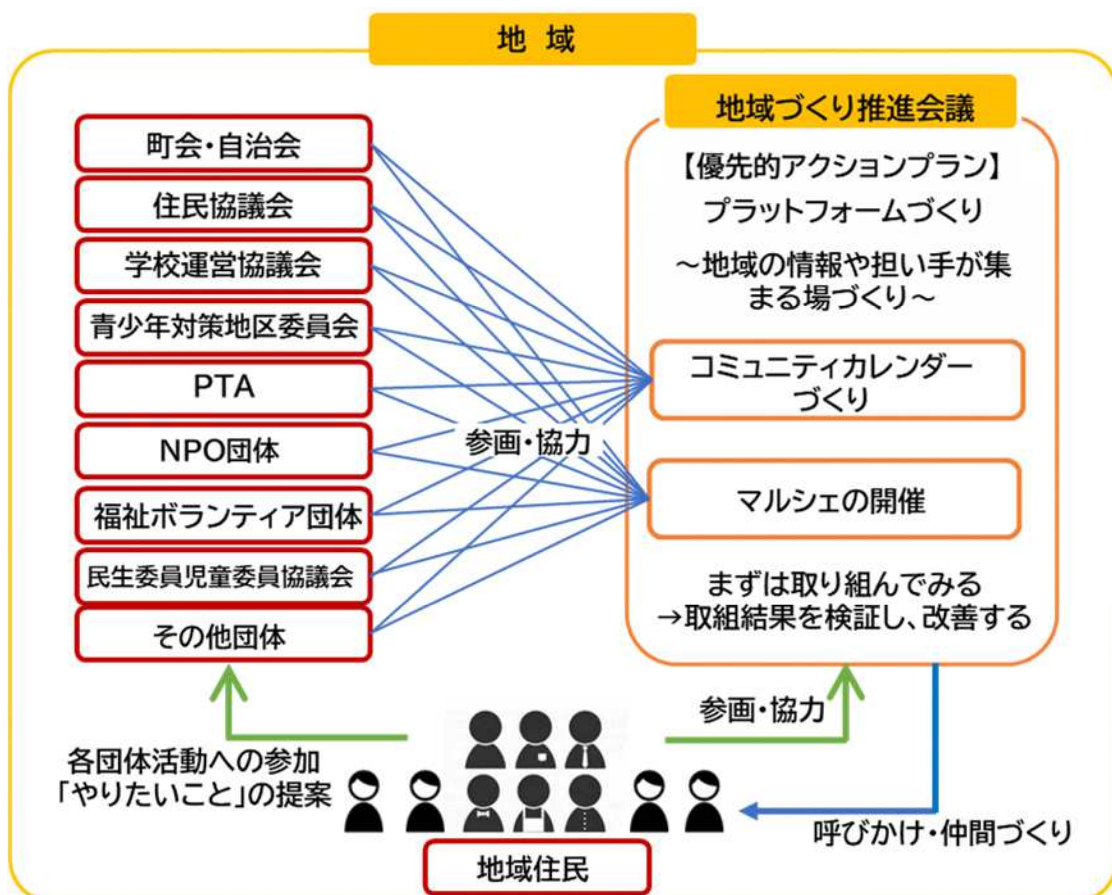 地 域
町会・自治会
住民協議会
学校運営協議会
青少年対策地区委員会
PTA
NPO団体
福祉ボランティア団体
民生委員児童委員協議会
その他団体
参画・協力
地域づくり推進会議
【優先的アクションプラン】
プラットフォームづくり
～地域の情報や担い手が集
まる場づくり～
コミュニティカレンダー
づくり
マルシェの開催
まずは取り組んでみる
→取組結果を検証し、改善する
各団体活動への参加
「やりたいこと」の提案
参画・協力
呼びかけ・仲間づくり
地域住民